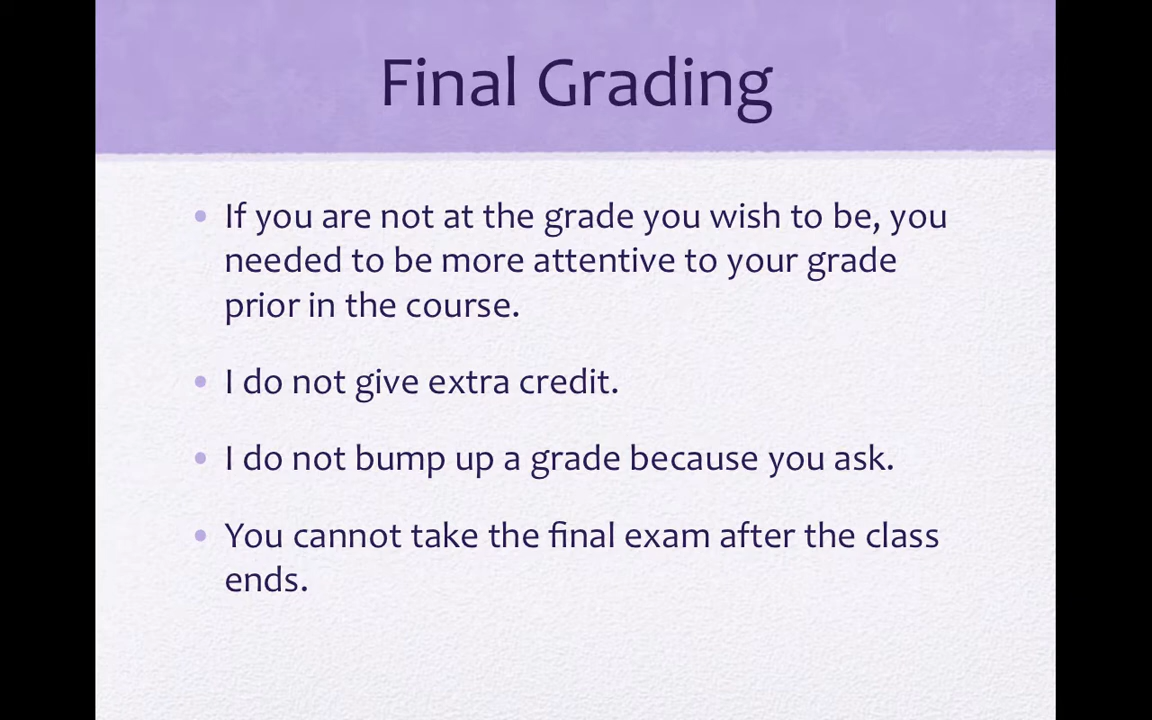 Final Grading
• If you are not at the grade you wish to be, you
needed to be more attentive to your grade
prior in the course.
• I do not give extra credit.
• I do not bump up a grade because you ask.
• You cannot take the final exam after the class
ends.